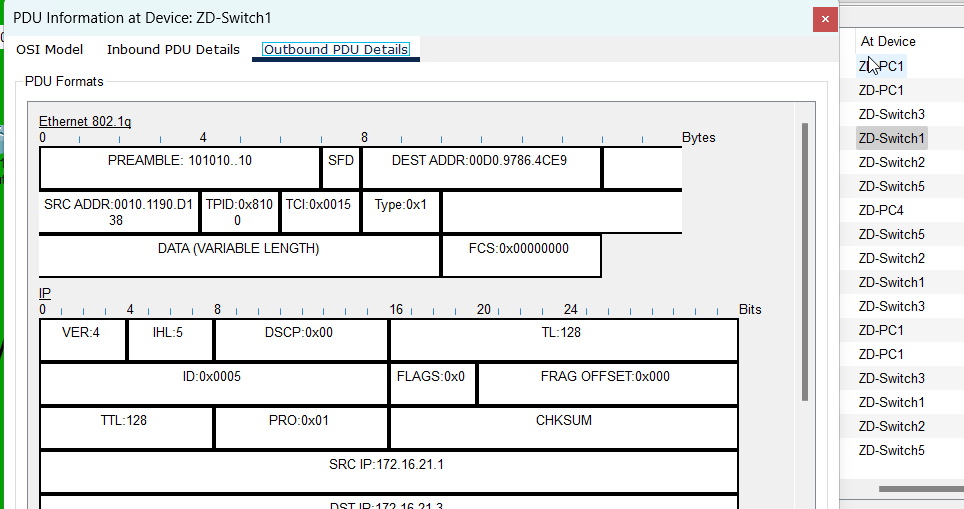 PDU Information at Device: ZD-Switch1
OSI Model Inbound PDU Details Outbound PDU Details
PDU Formats
Ethernet 802.1q
0 4 8 Bytes
PREAMBLE: 101010..10 SFD DEST ADDR:00D0.9786.4CE9
SRC ADDR:0010.1190.D1
38
TPID:0x810
0
TCI:0x0015 Type:0x1
DATA (VARIABLE LENGTH) FCS:0x00000000
IP
0 4 8 16 20 24 Bits
VER:4 IHL:5 DSCP:0x00 TL:128
ID:0x0005 FLAGS:0x0 FRAG OFFSET:0x000
TTL:128 PRO:0x01 CHKSUM
SRC IP:172.16.21.1
DST IP:172.16.21.3
At Device
ZD-PC1
ZD-PC1
ZD-Switch3
ZD-Switch1
ZD-Switch2
ZD-Switch5
ZD-PC4
ZD-Switch5
ZD-Switch2
ZD-Switch1
ZD-Switch3
ZD-PC1
ZD-PC1
ZD-Switch3
ZD-Switch1
ZD-Switch2
ZD-Switch5